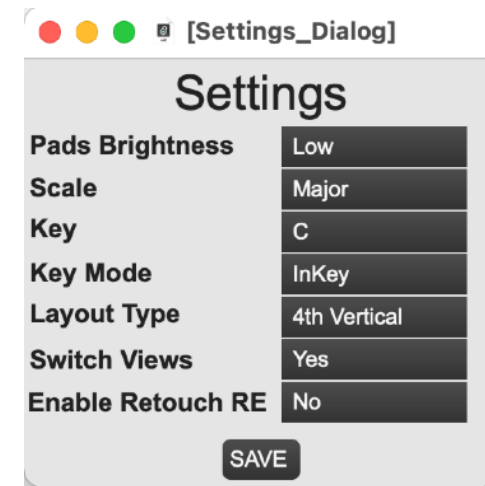 [Settings_Dialog]
Settings
Pads Brightness Low
Scale Major
Key C
Key Mode InKey
Layout Type 4th Vertical
Switch Views Yes
Enable Retouch RE No
SAVE